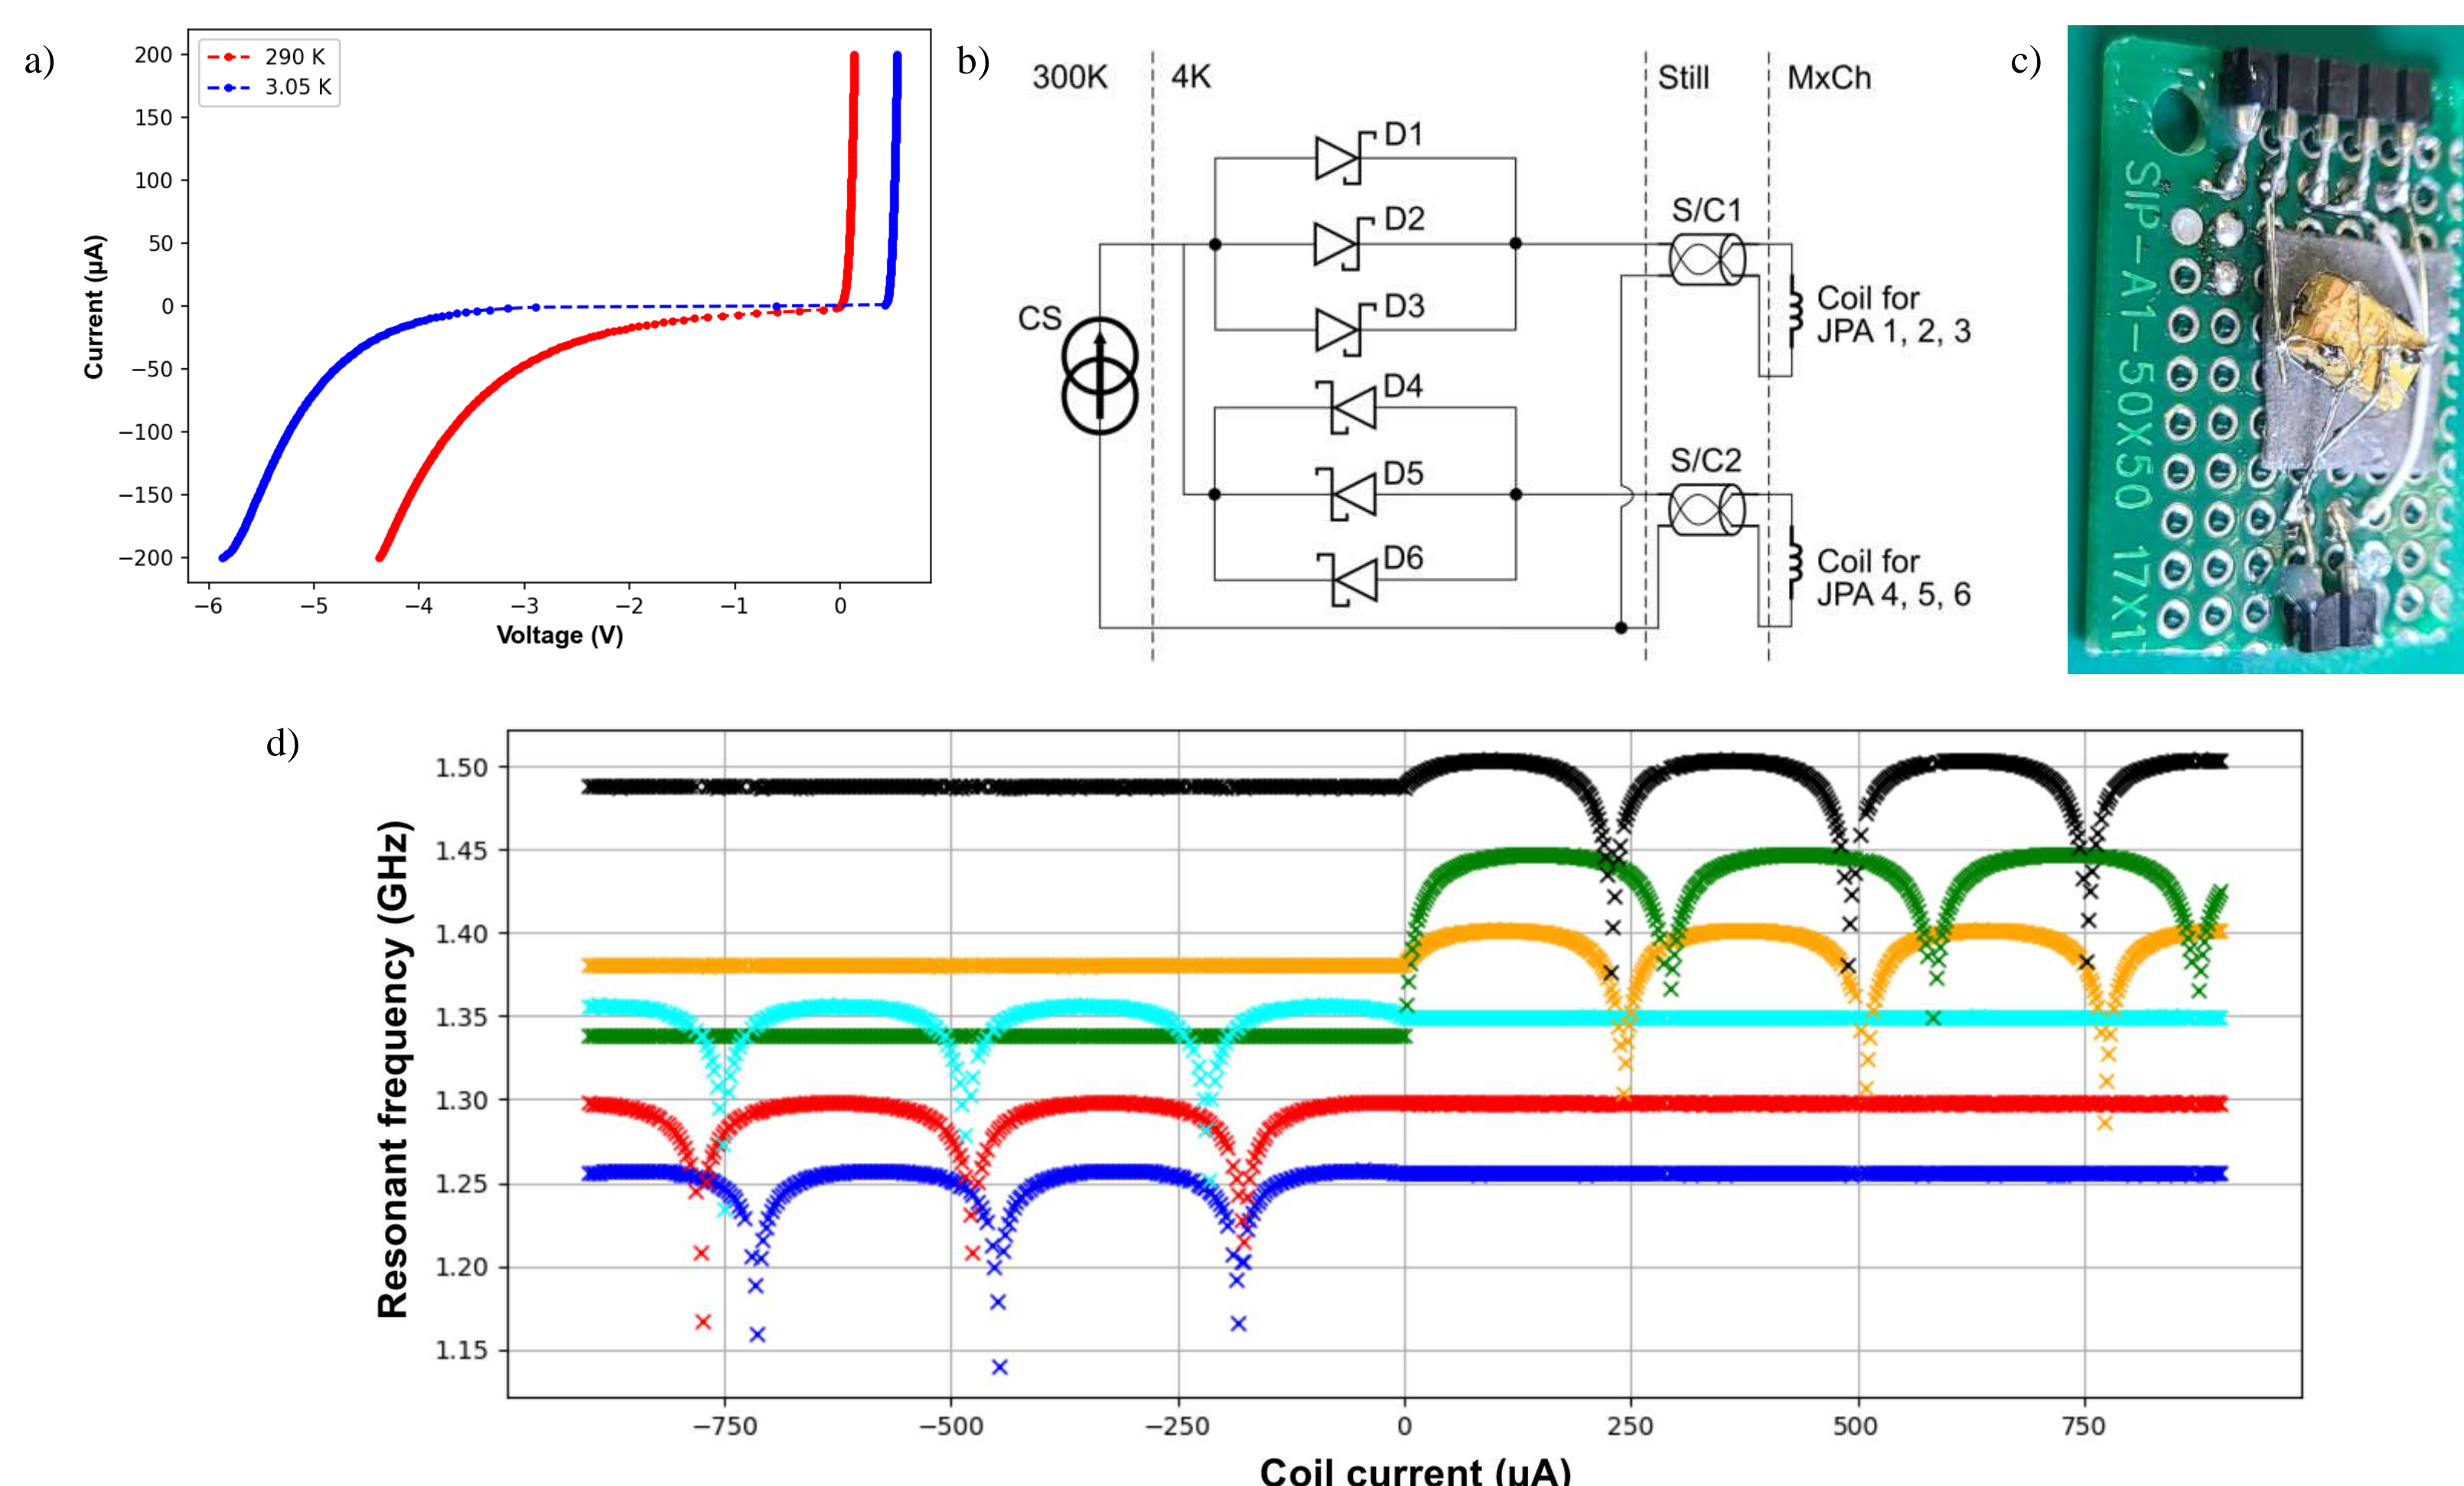 a)
200
150
100
50
0
−50
−100
−150
−200
Current (µA)
290 K
3.05 K
−6 −5 −4 −3 −2 −1 0
Voltage (V)
b)
300K 4K Still MxCh
D1
D2
D3
D4
D5
D6
CS
S/C1
S/C2
Coil for
JPA 1, 2, 3
Coil for
JPA 4, 5, 6
c)
SIP-A1-50X50 17X1
d)
1.50
1.45
1.40
1.35
1.30
1.25
1.20
1.15
Resonant frequency (GHz)
−750 −500 −250 0 250 500 750
Coil current (µA)